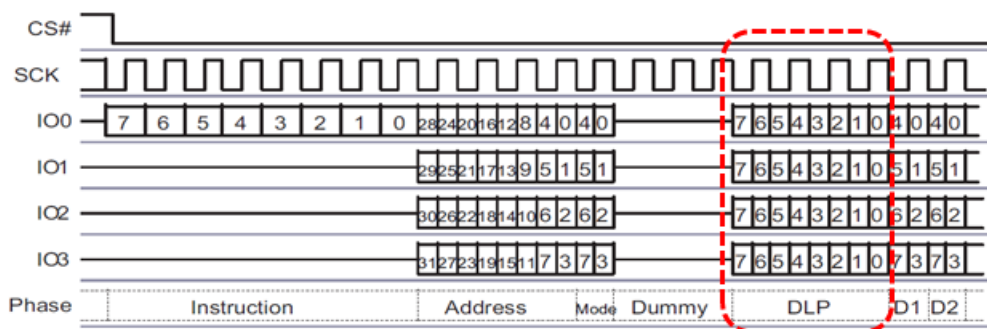 CS#
SCK
IO0 7 6 5 4 3 2 1 0 28 24 20 16 12 8 4 0 4 0 7 6 5 4 3 2 1 0 4 0 4 0
IO1 29 25 21 17 13 9 5 1 5 1 7 6 5 4 3 2 1 0 5 1 5 1
IO2 30 26 22 18 14 10 6 2 6 2 7 6 5 4 3 2 1 0 6 2 6 2
IO3 31 27 23 19 15 11 7 3 7 3 7 6 5 4 3 2 1 0 7 3 7 3
Phase Instruction Address Mode Dummy DLP D1 D2